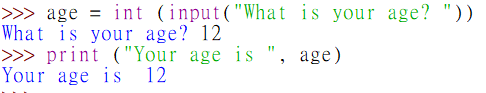 >>> age = int (input("What is your age? "))
What is your age? 12
>>> print ("Your age is ", age)
Your age is  12